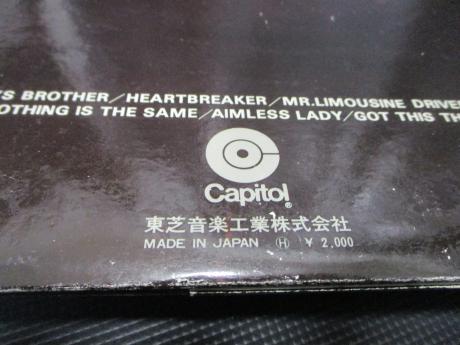 'S BROTHER/HEARTBREAKER/MR.LIMOUSINE DRIVE
OTHING IS THE SAME/AIMLESS LADY/GOT THIS TH
Capitol®
東芝音楽工業株式会社
MADE IN JAPAN Ⓗ ¥ 2,000